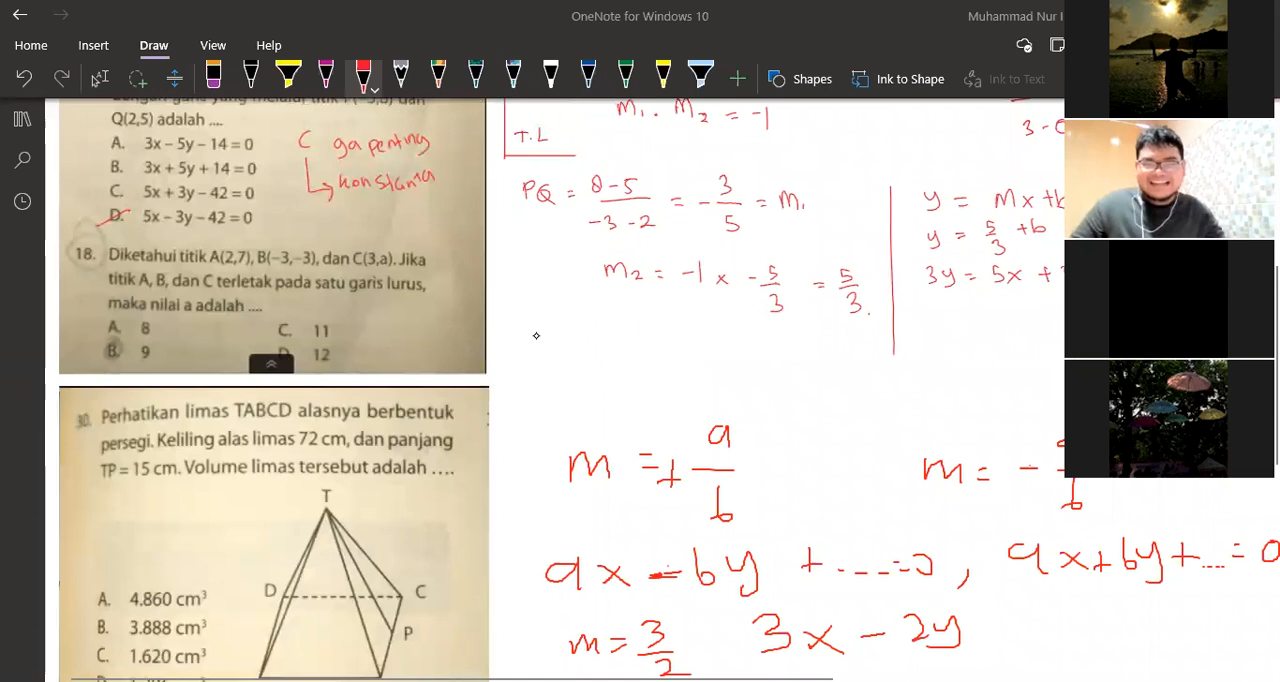 OneNote for Windows 10
Muhammad Nur I
Home Insert Draw View Help
Shapes Ink to Shape Ink to Text
Q(2,5) adalah ....
A. 3x – 5y – 14 = 0
B. 3x + 5y + 14 = 0
C. 5x + 3y – 42 = 0
D. 5x – 3y – 42 = 0
C ga penting
konstanta
18. Diketahui titik A(2,7), B(–3,–3), dan C(3,a). Jika
titik A, B, dan C terletak pada satu garis lurus,
maka nilai a adalah ....
A. 8 C. 11
B. 9 D. 12
30. Perhatikan limas TABCD alasnya berbentuk
persegi. Keliling alas limas 72 cm, dan panjang
TP = 15 cm. Volume limas tersebut adalah ....
T
D
C
P
A. 4.860 cm³
B. 3.888 cm³
C. 1.620 cm³
T.L
m₁ . m₂ = -1
3 - 0
PQ = 8 - 5 / -3 - 2 = - 3/5 = m₁
m₂ = -1 x - 5/3 = 5/3.
y = mx + b
y = 5/3 + b
3y = 5x +
m = + a/b
m = -
b
ax - by + .... = 0 , ax + by + .... = 0
m = 3/2 3x - 2y